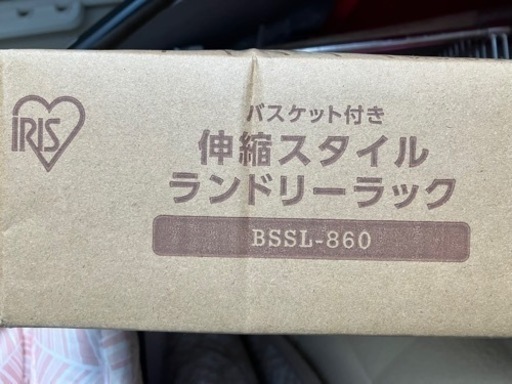 IRIS
バスケット付き
伸縮スタイル
ランドリーラック
BSSL-860